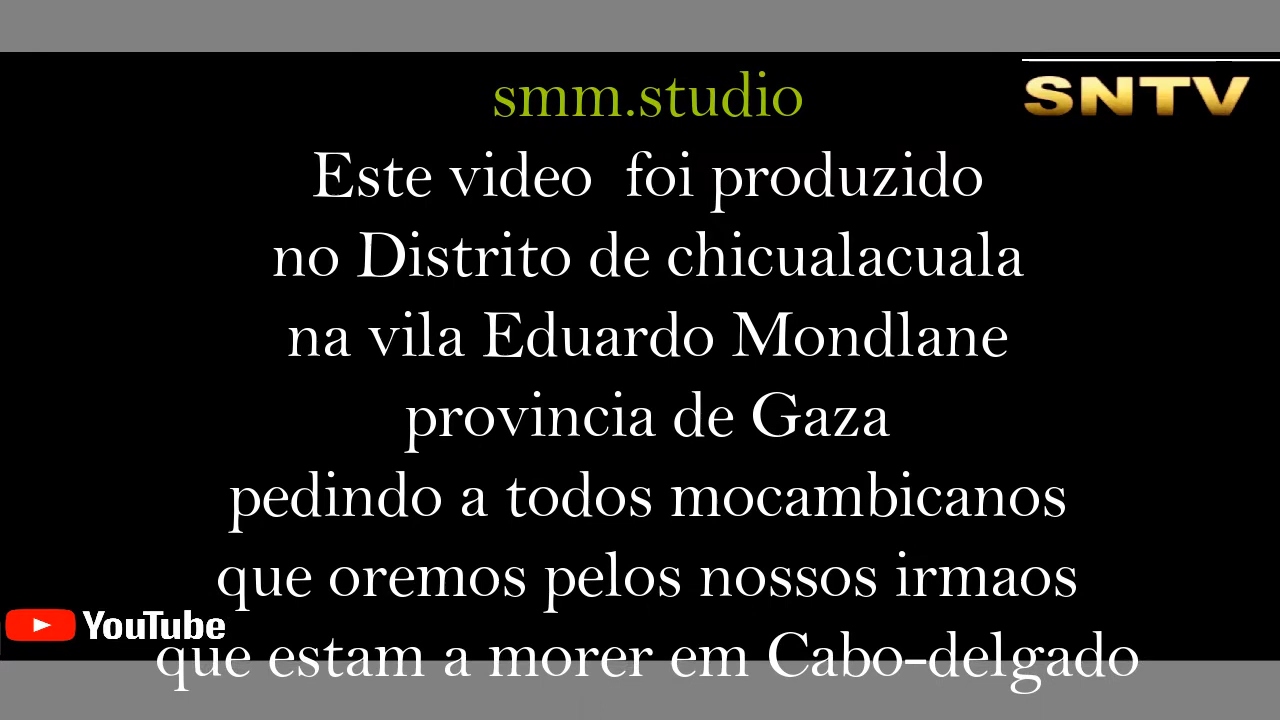 smm.studio
SNTV
Este video foi produzido
no Distrito de chicualacuala
na vila Eduardo Mondlane
provincia de Gaza
pedindo a todos mocambicanos
que oremos pelos nossos irmaos
YouTube
que estam a morer em Cabo-delgado